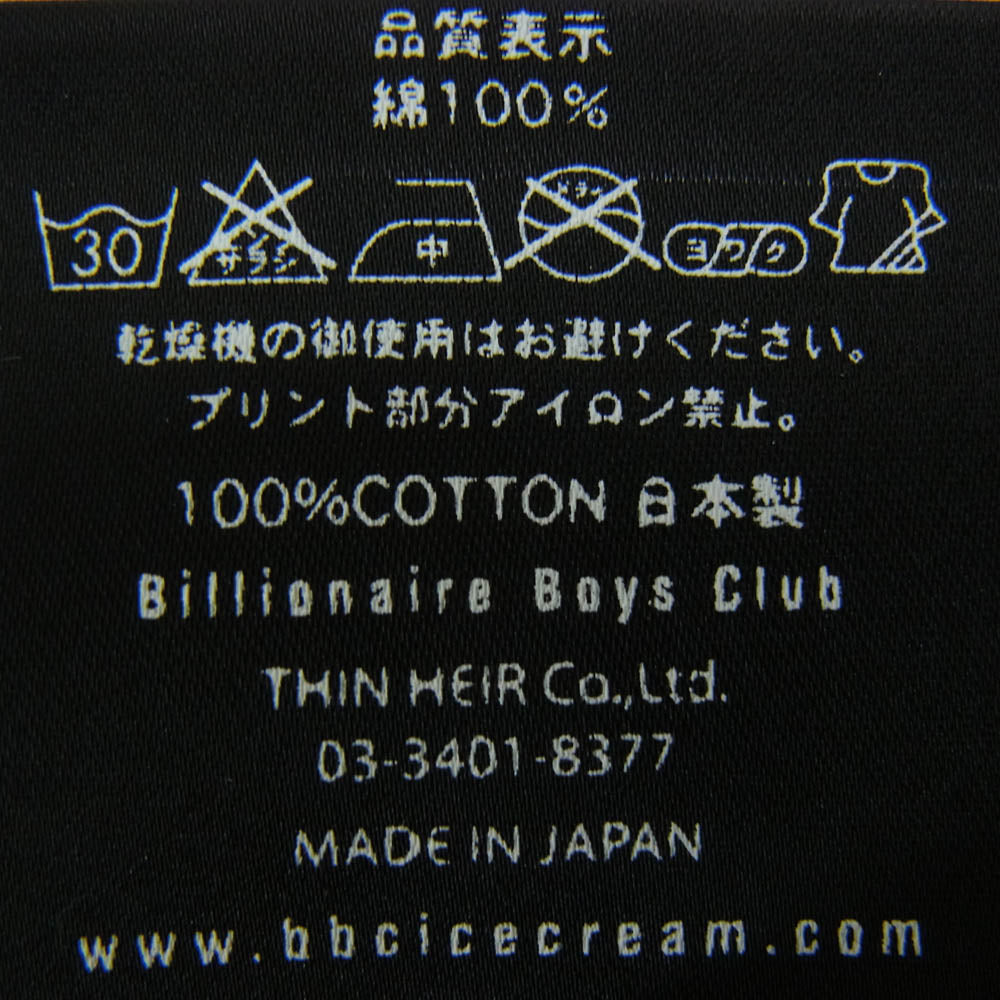 品質表示
綿100%
30 サラシ 中 ドライ ヨワク
乾燥機の御使用はお避けください。
プリント部分アイロン禁止。
100%COTTON 日本製
Billionaire Boys Club
THIN HEIR Co.,Ltd.
03-3401-8377
MADE IN JAPAN
www.bbcicecream.com